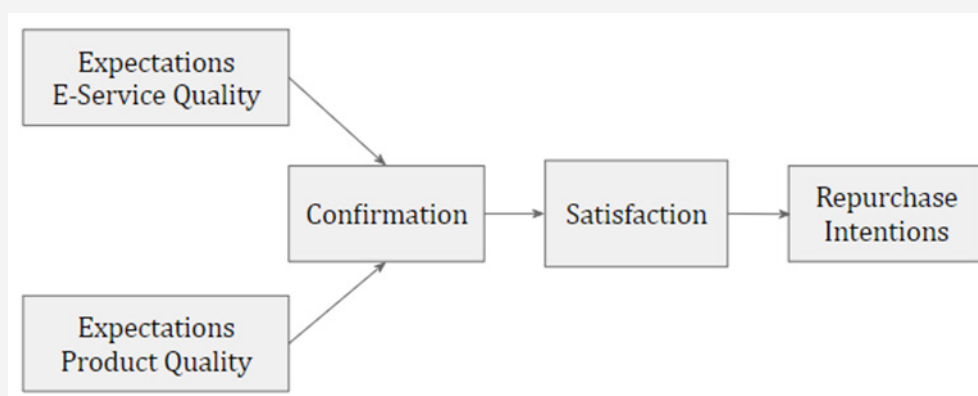 Expectations
E-Service Quality
Confirmation
Satisfaction
Repurchase
Intentions
Expectations
Product Quality